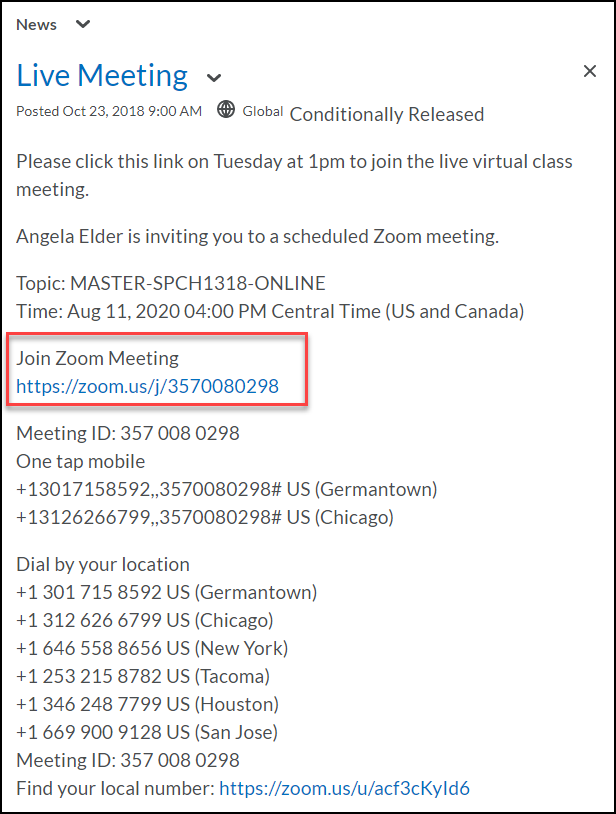 News
Live Meeting
Posted Oct 23, 2018 9:00 AM Global Conditionally Released
Please click this link on Tuesday at 1pm to join the live virtual class
meeting.
Angela Elder is inviting you to a scheduled Zoom meeting.
Topic: MASTER-SPCH1318-ONLINE
Time: Aug 11, 2020 04:00 PM Central Time (US and Canada)
Join Zoom Meeting
https://zoom.us/j/3570080298
Meeting ID: 357 008 0298
One tap mobile
+13017158592,,3570080298# US (Germantown)
+13126266799,,3570080298# US (Chicago)
Dial by your location
+1 301 715 8592 US (Germantown)
+1 312 626 6799 US (Chicago)
+1 646 558 8656 US (New York)
+1 253 215 8782 US (Tacoma)
+1 346 248 7799 US (Houston)
+1 669 900 9128 US (San Jose)
Meeting ID: 357 008 0298
Find your local number: https://zoom.us/u/acf3cKyId6